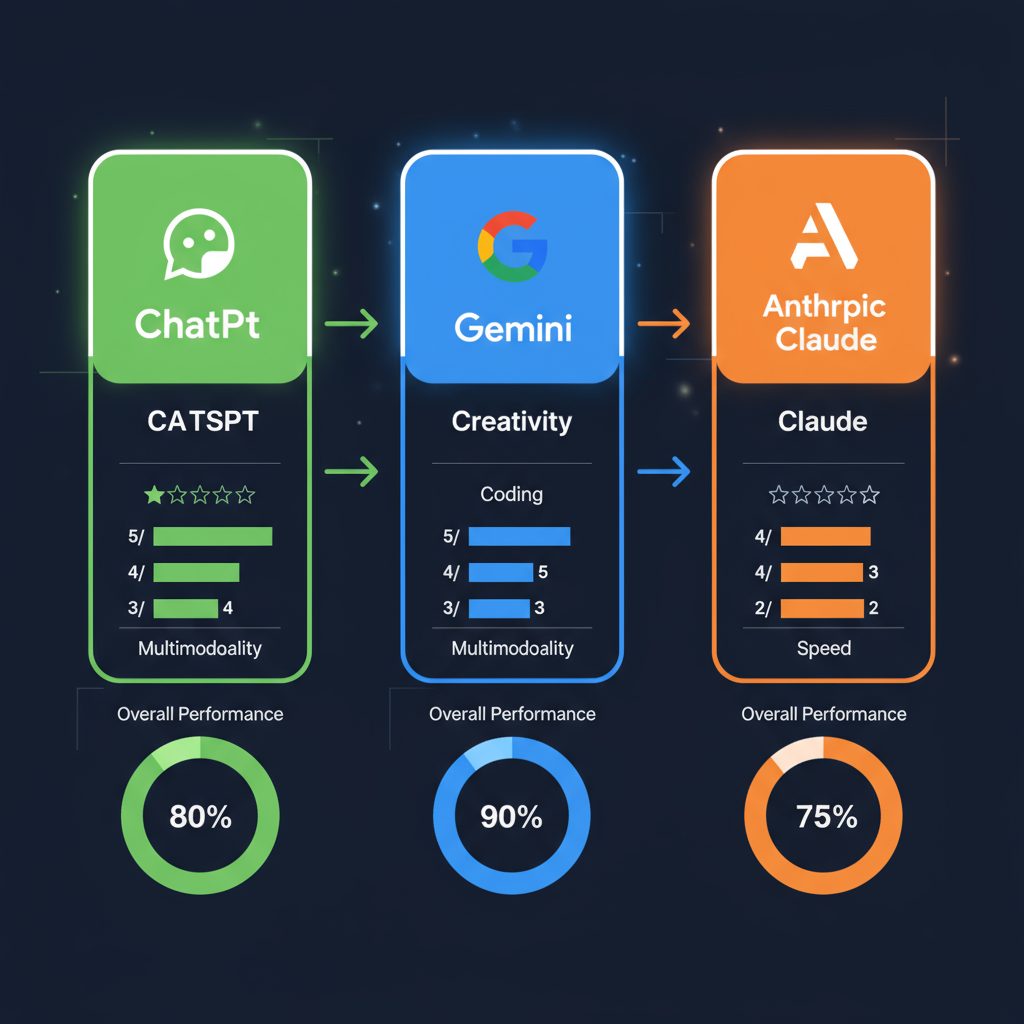 ChatPt
CATSPT
5/
4/
3/ 4
Multimodoality
Overall Performance
80%
Gemini
Creativity
Coding
5/
4/ 5
3/ 3
Multimodoality
Overall Performance
90%
Anthrpic
Claude
Claude
4/
4/ 3
2/ 2
Speed
Overall Performance
75%